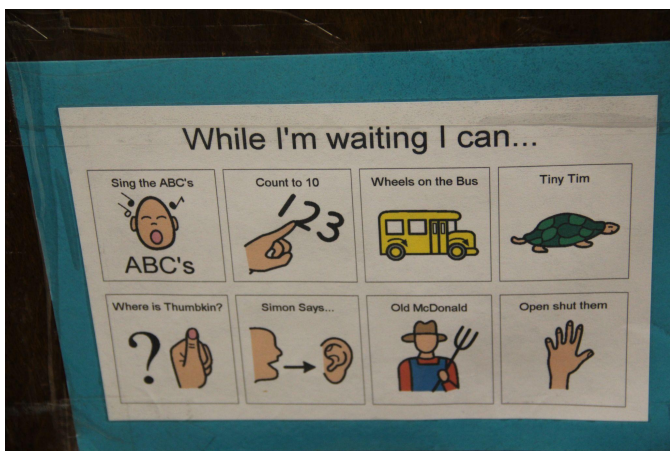 While I'm waiting I can...
Sing the ABC's
ABC's
Count to 10
123
Wheels on the Bus
Tiny Tim
Where is Thumbkin?
?
Simon Says...
Old McDonald
Open shut them